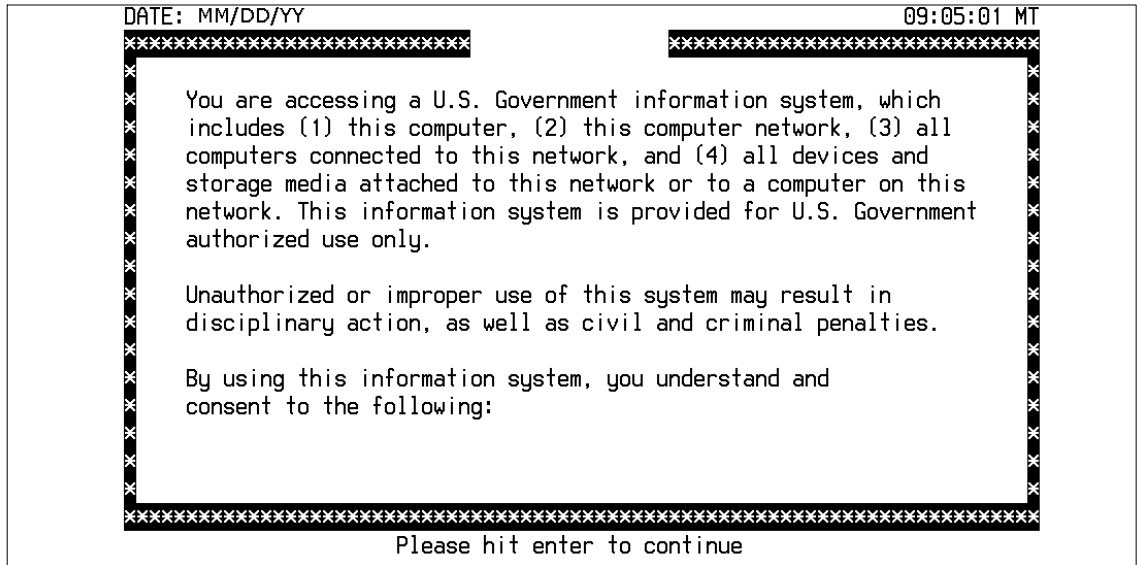 DATE: MM/DD/YY 09:05:01 MT
****************************          ******************************
You are accessing a U.S. Government information system, which
includes (1) this computer, (2) this computer network, (3) all
computers connected to this network, and (4) all devices and
storage media attached to this network or to a computer on this
network. This information system is provided for U.S. Government
authorized use only.
Unauthorized or improper use of this system may result in
disciplinary action, as well as civil and criminal penalties.
By using this information system, you understand and
consent to the following:
**************************************************************************
Please hit enter to continue